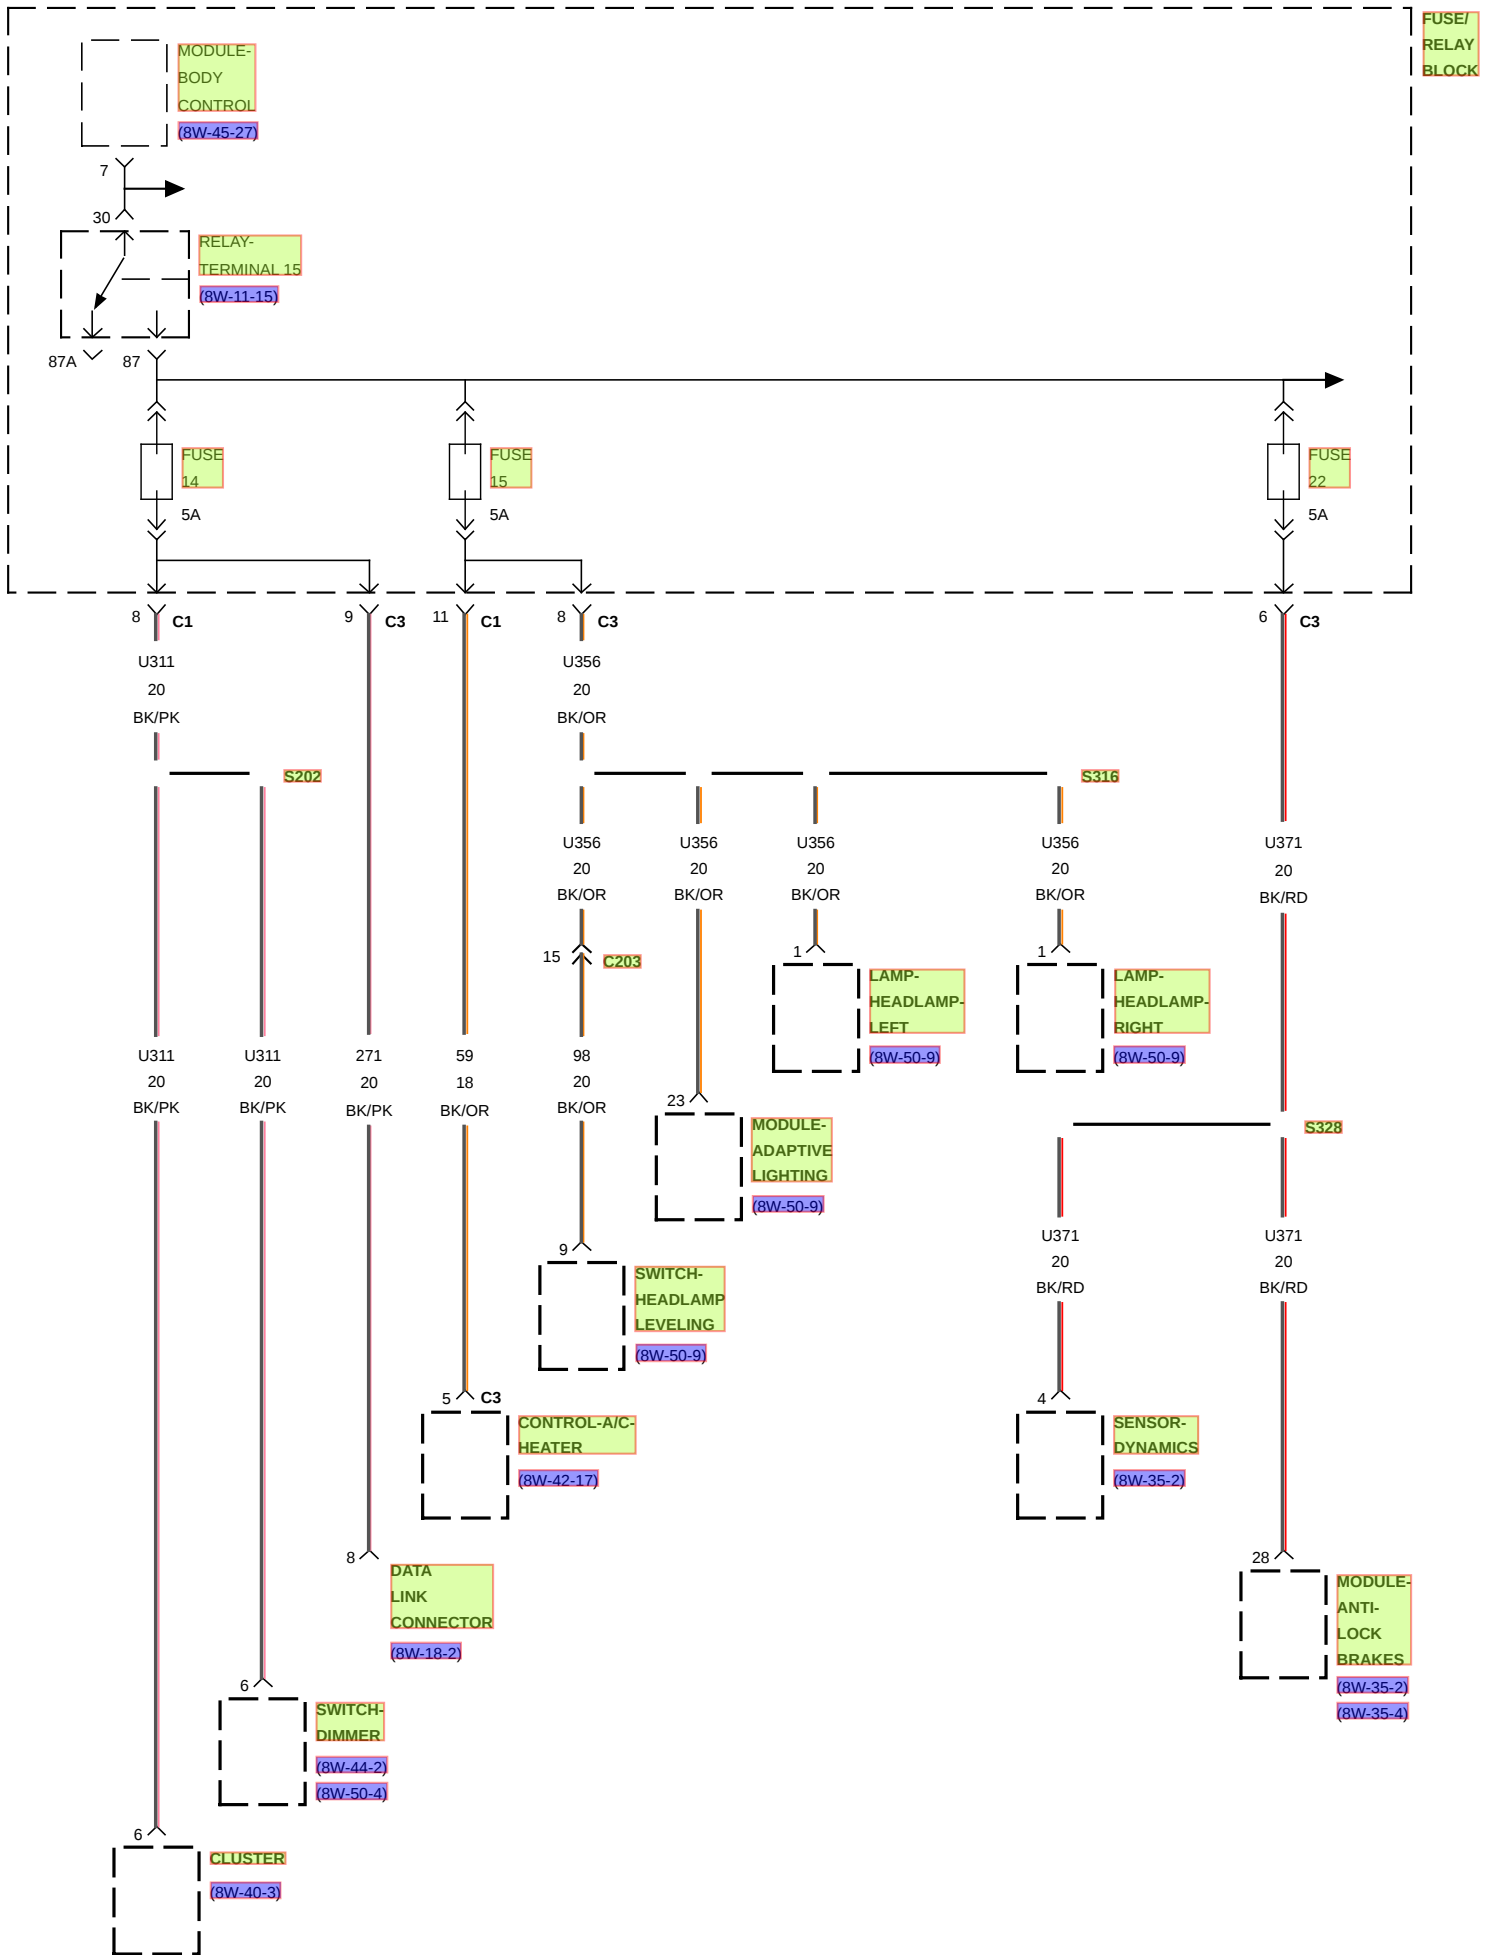 FUSE/
RELAY
BLOCK
MODULE-
BODY
CONTROL
(8W-45-27)
7
30
RELAY-
TERMINAL 15
(8W-11-15)
87A
87
FUSE
14
5A
FUSE
15
5A
FUSE
22
5A
8
C1
9
C3
11
C1
8
C3
6
C3
U311
20
BK/PK
U356
20
BK/OR
S202
S316
U356
20
BK/OR
U356
20
BK/OR
U356
20
BK/OR
U356
20
BK/OR
U371
20
BK/RD
15
C203
1
LAMP-
HEADLAMP-
LEFT
(8W-50-9)
1
LAMP-
HEADLAMP-
RIGHT
(8W-50-9)
U311
20
BK/PK
U311
20
BK/PK
271
20
BK/PK
59
18
BK/OR
98
20
BK/OR
23
MODULE-
ADAPTIVE
LIGHTING
(8W-50-9)
S328
9
SWITCH-
HEADLAMP
LEVELING
(8W-50-9)
U371
20
BK/RD
U371
20
BK/RD
5
C3
CONTROL-A/C-
HEATER
(8W-42-17)
4
SENSOR-
DYNAMICS
(8W-35-2)
8
DATA
LINK
CONNECTOR
(8W-18-2)
28
MODULE-
ANTI-
LOCK
BRAKES
(8W-35-2)
(8W-35-4)
6
SWITCH-
DIMMER
(8W-44-2)
(8W-50-4)
6
CLUSTER
(8W-40-3)